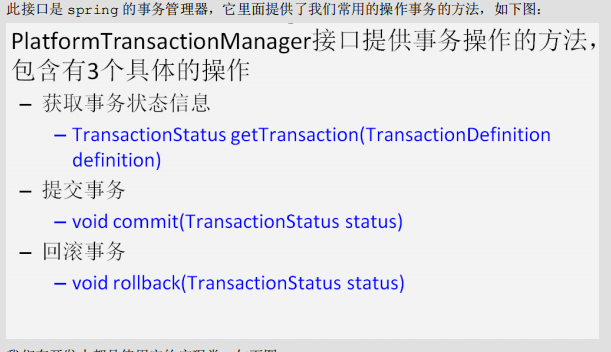 此接口是 spring 的事务管理器，它里面提供了我们常用的操作事务的方法，如下图：
PlatformTransactionManager接口提供事务操作的方法，
包含有3个具体的操作
– 获取事务状态信息
– TransactionStatus getTransaction(TransactionDefinition
definition)
– 提交事务
– void commit(TransactionStatus status)
– 回滚事务
– void rollback(TransactionStatus status)